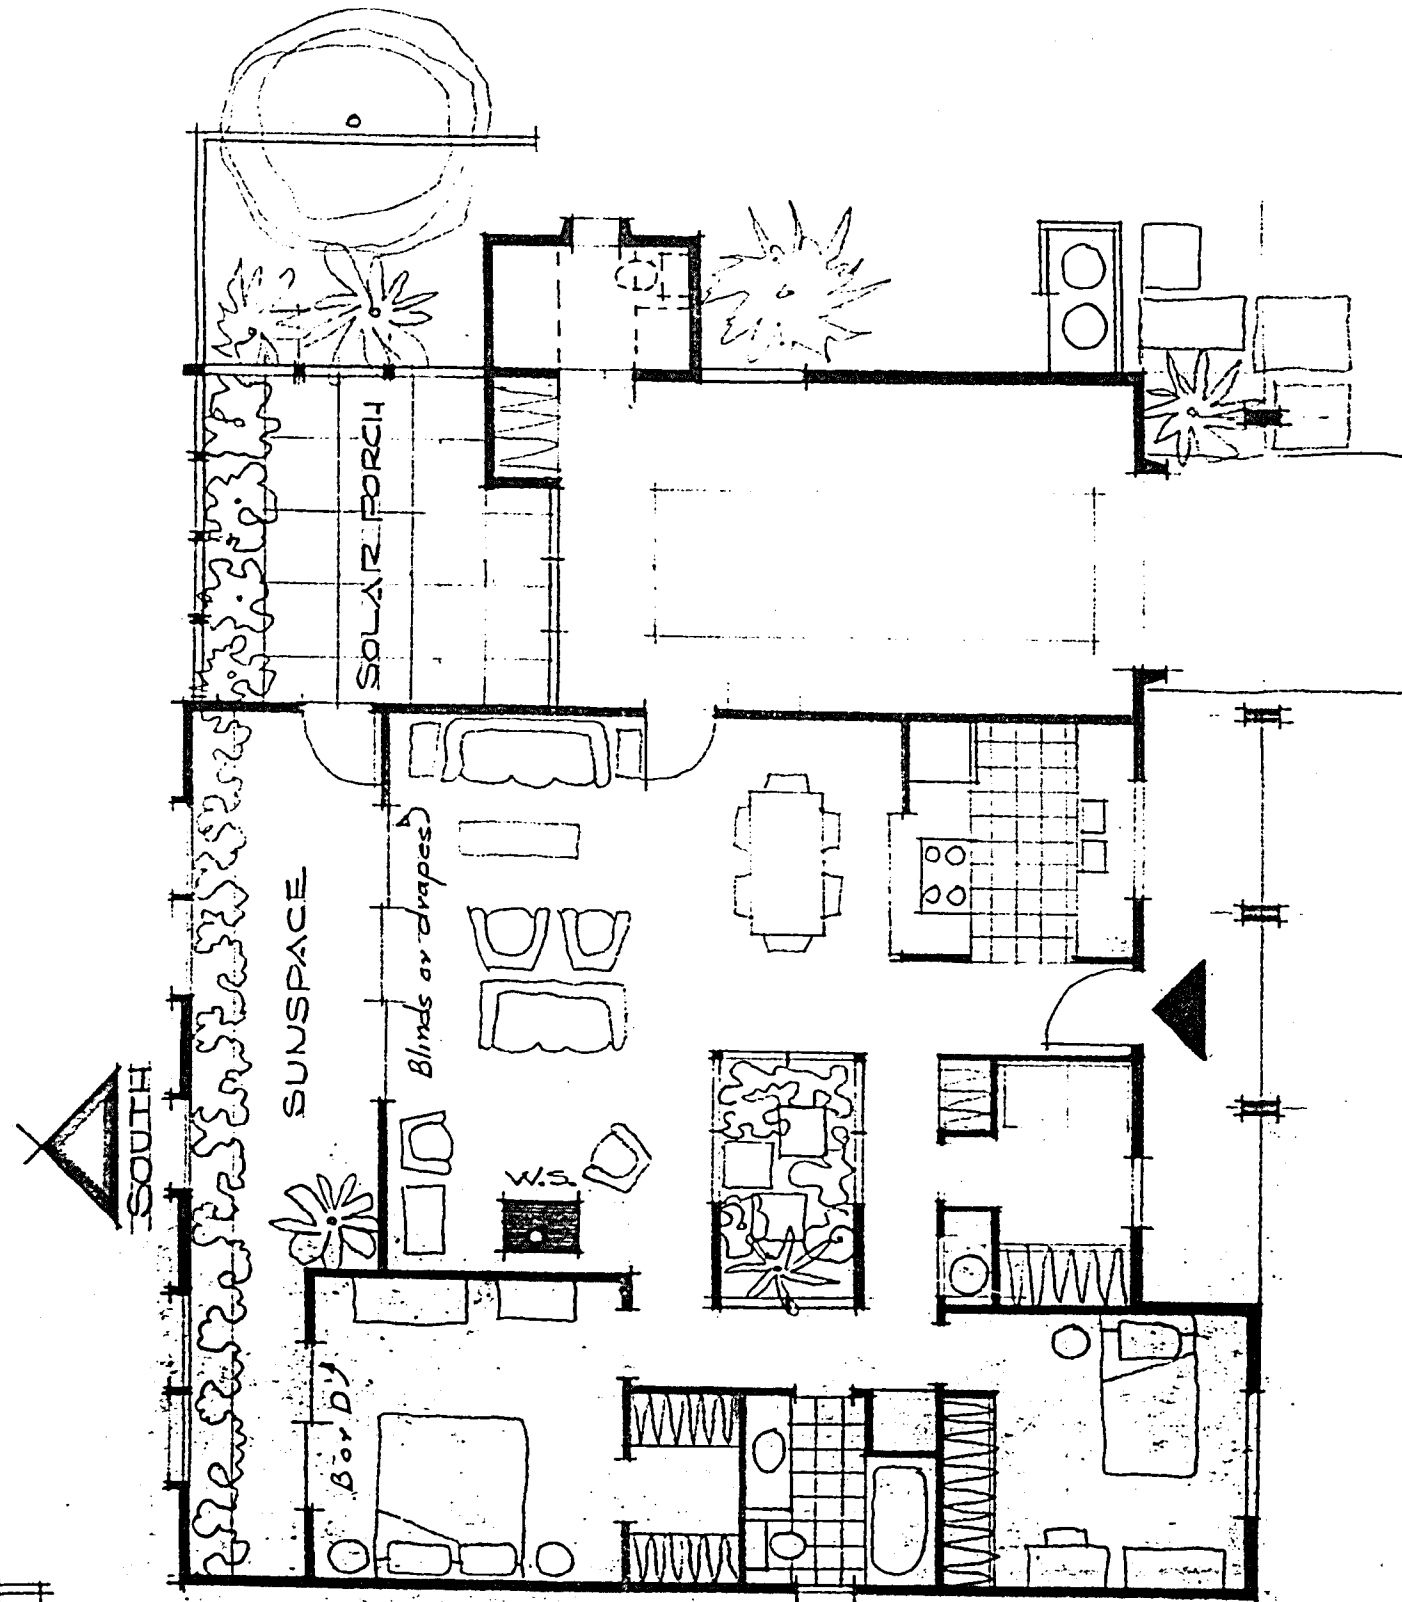 SOLAR PORCH
Blinds or drapes
SUNSPACE
SOUTH
W.S.
B or D